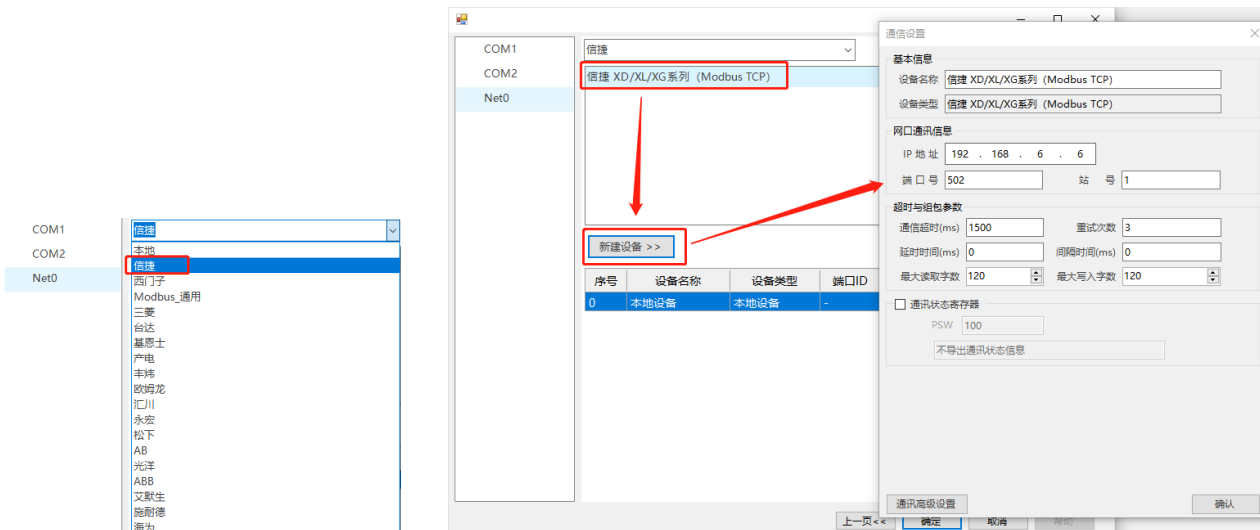 COM1
COM2
Net0
信捷
本地
信捷
西门子
Modbus_通用
三菱
台达
基恩士
产电
丰炜
欧姆龙
汇川
永宏
松下
AB
光洋
ABB
艾默生
施耐德
海为
COM1
COM2
Net0
信捷
信捷 XD/XL/XG系列（Modbus TCP）
新建设备 >>
序号 设备名称 设备类型 端口ID
0 本地设备 本地设备 -
上一页<< 确定 取消 帮助
通信设置
基本信息
设备名称 信捷 XD/XL/XG系列（Modbus TCP）
设备类型 信捷 XD/XL/XG系列（Modbus TCP）
网口通讯信息
IP 地 址 192 . 168 . 6 . 6
端 口 号 502 站 号 1
超时与组包参数
通信超时(ms) 1500 重试次数 3
延时时间(ms) 0 间隔时间(ms) 0
最大读取字数 120 最大写入字数 120
通讯状态寄存器
PSW 100
不导出通讯状态信息
通讯高级设置 确认